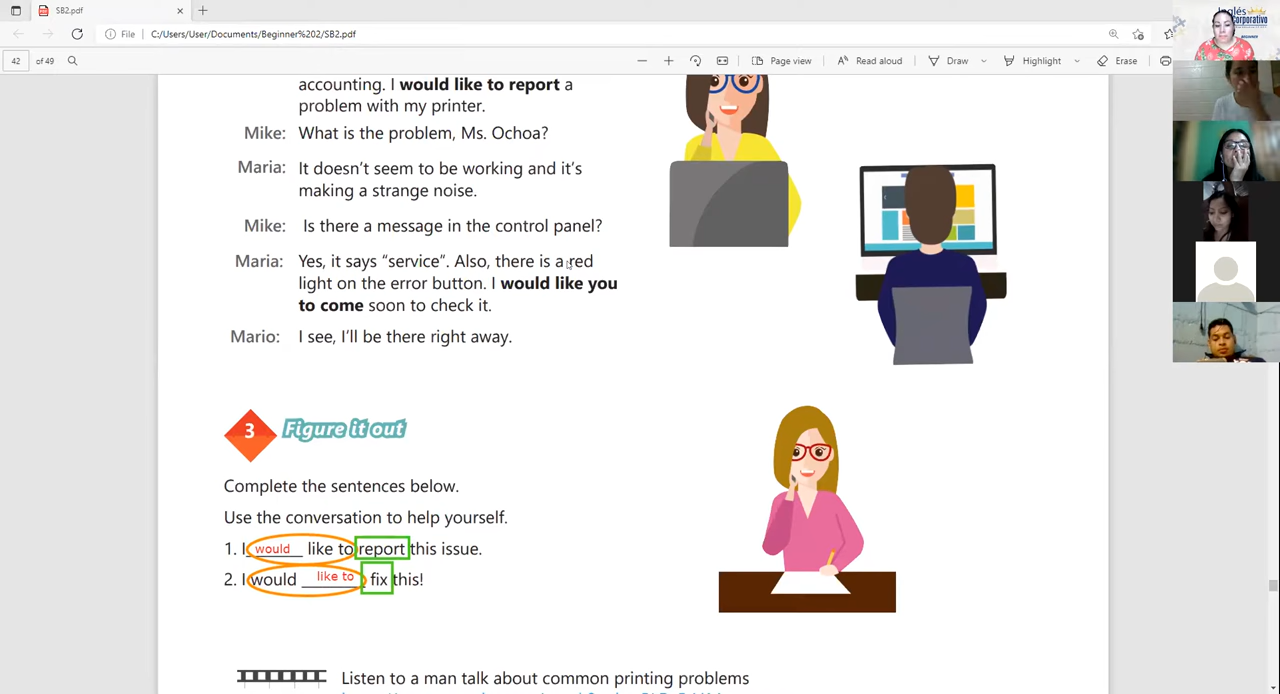 SB2.pdf
File C:/Users/User/Documents/Beginner%202/SB2.pdf
42 of 49 Page view Read aloud Draw Highlight Erase
Inglés
Corporativo
BEGINNER
accounting. I would like to report a
problem with my printer.
Mike: What is the problem, Ms. Ochoa?
Maria: It doesn't seem to be working and it's
making a strange noise.
Mike: Is there a message in the control panel?
Maria: Yes, it says “service”. Also, there is a red
light on the error button. I would like you
to come soon to check it.
Mario: I see, I'll be there right away.
3 Figure it out
Complete the sentences below.
Use the conversation to help yourself.
1. I would like to report this issue.
2. I would like to fix this!
Listen to a man talk about common printing problems